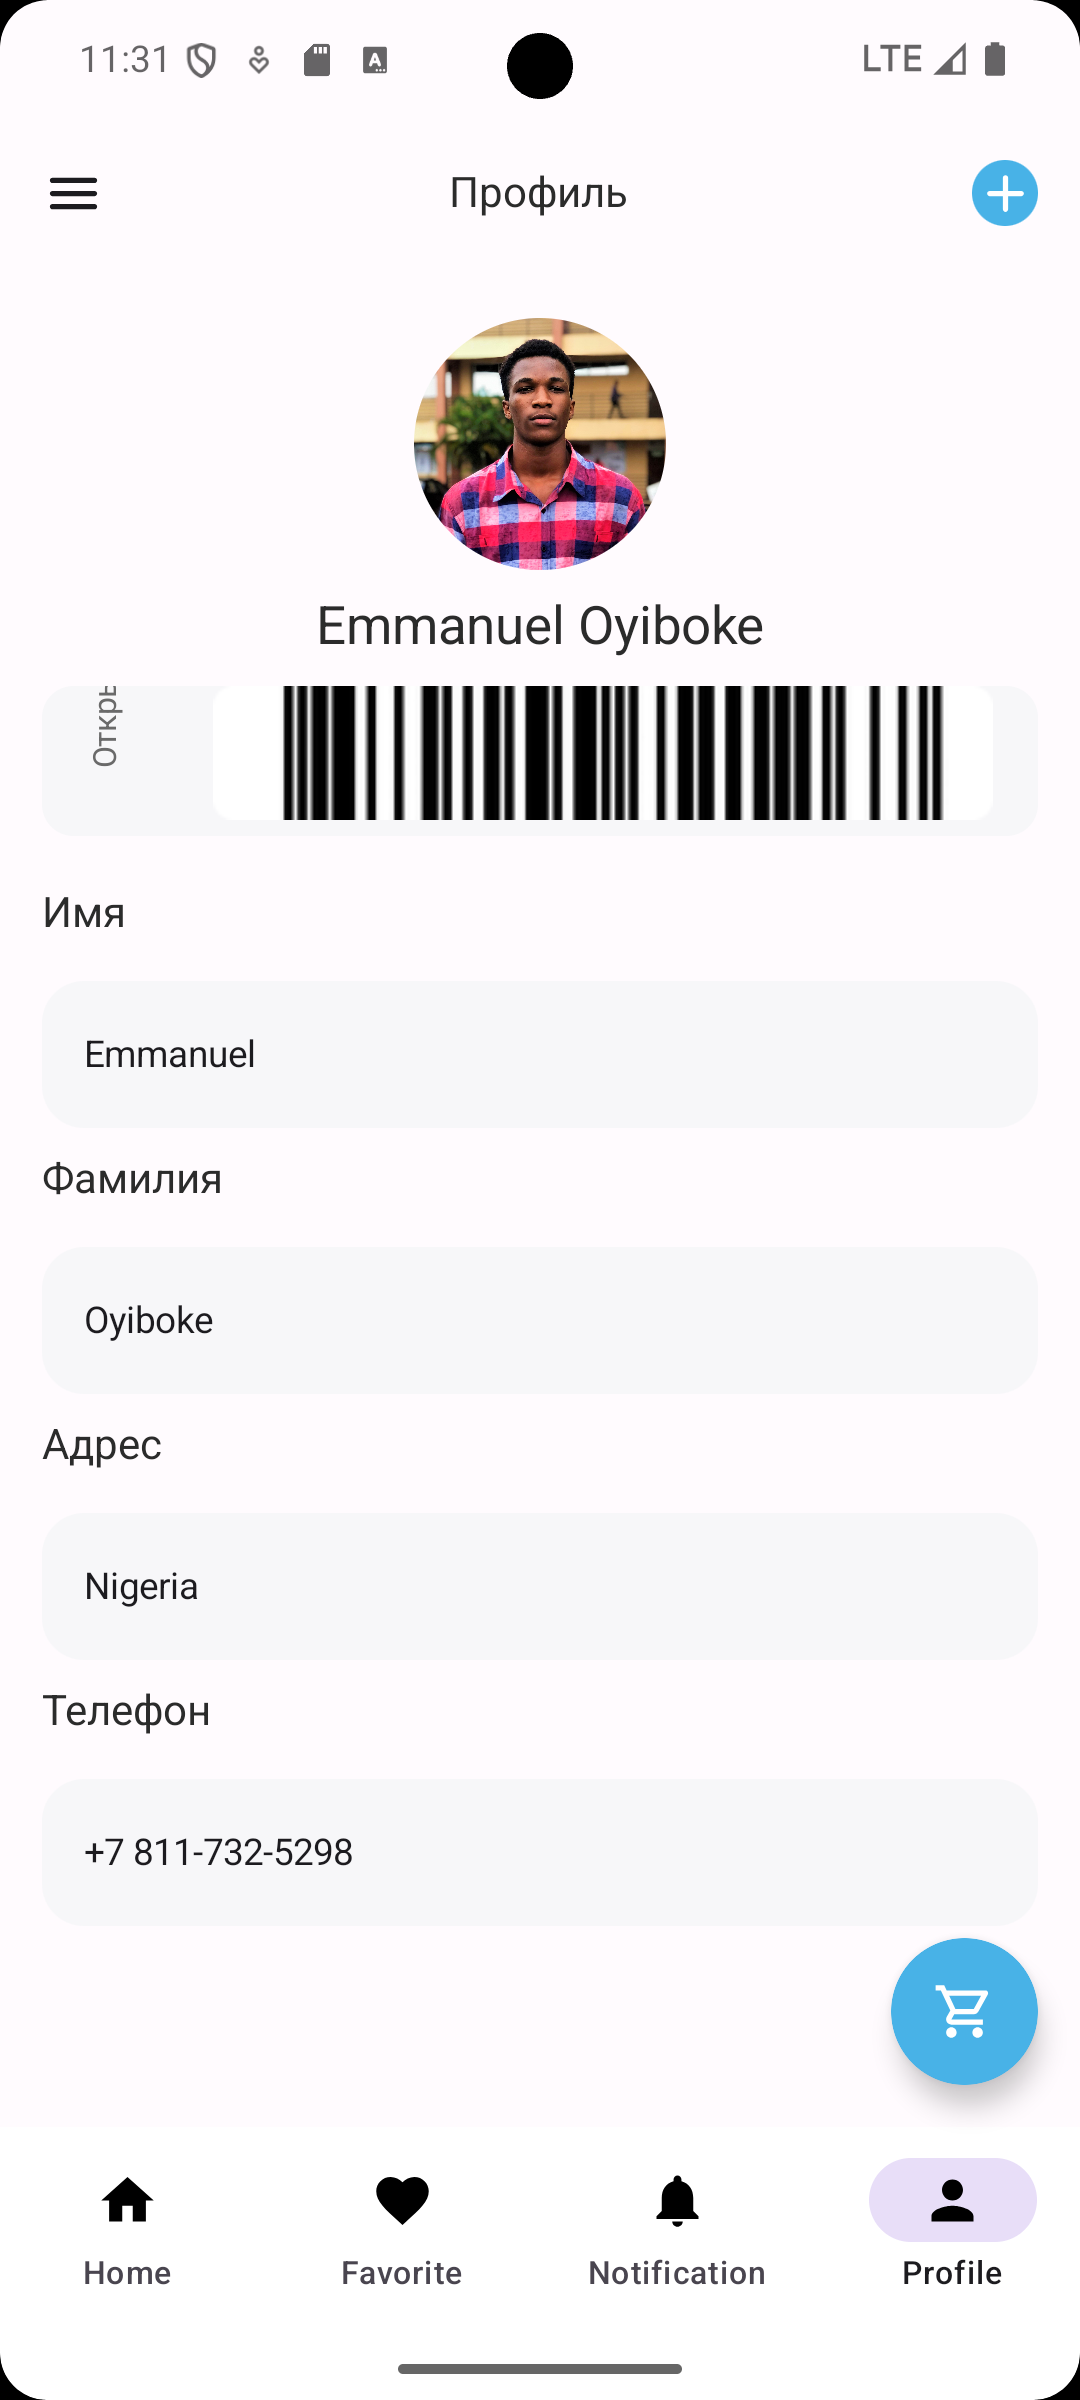 11:31
LTE
Профиль
Emmanuel Oyiboke
Имя
Emmanuel
Фамилия
Oyiboke
Адрес
Nigeria
Телефон
+7 811-732-5298
Home
Favorite
Notification
Profile